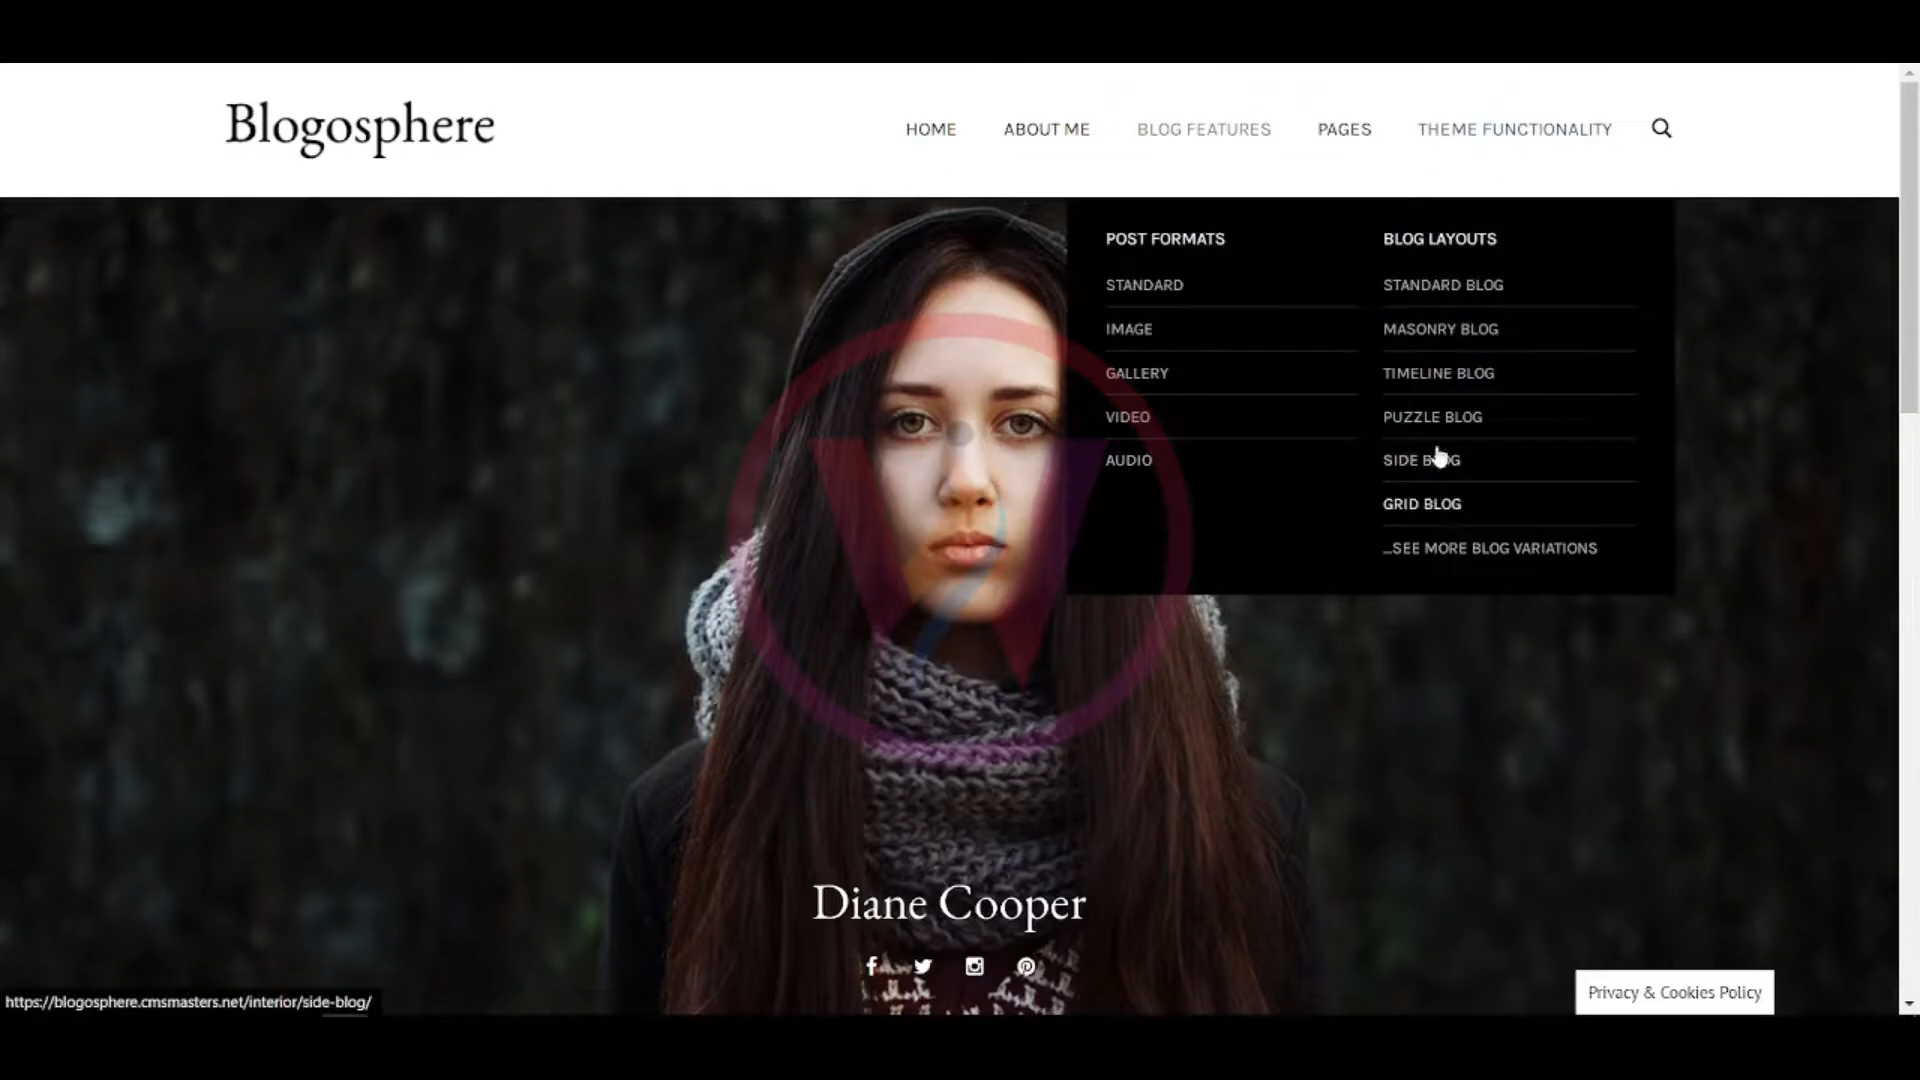 Blogosphere
HOME ABOUT ME BLOG FEATURES PAGES THEME FUNCTIONALITY
POST FORMATS
STANDARD
IMAGE
GALLERY
VIDEO
AUDIO
BLOG LAYOUTS
STANDARD BLOG
MASONRY BLOG
TIMELINE BLOG
PUZZLE BLOG
SIDE BLOG
GRID BLOG
...SEE MORE BLOG VARIATIONS
Diane Cooper
Privacy & Cookies Policy
https://blogosphere.cmsmasters.net/interior/side-blog/